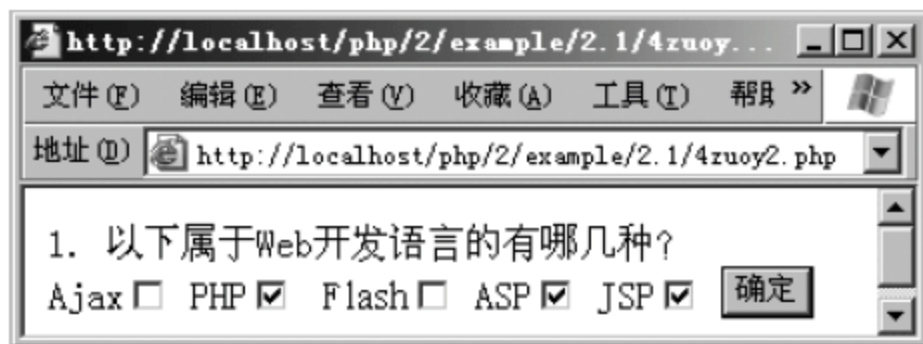 http://localhost/php/2/example/2.1/4zuoy...
文件(F) 编辑(E) 查看(V) 收藏(A) 工具(T) »
地址(D) http://localhost/php/2/example/2.1/4zuoy2.php
1. 以下属于Web开发语言的有哪几种?
Ajax PHP Flash ASP JSP 确定